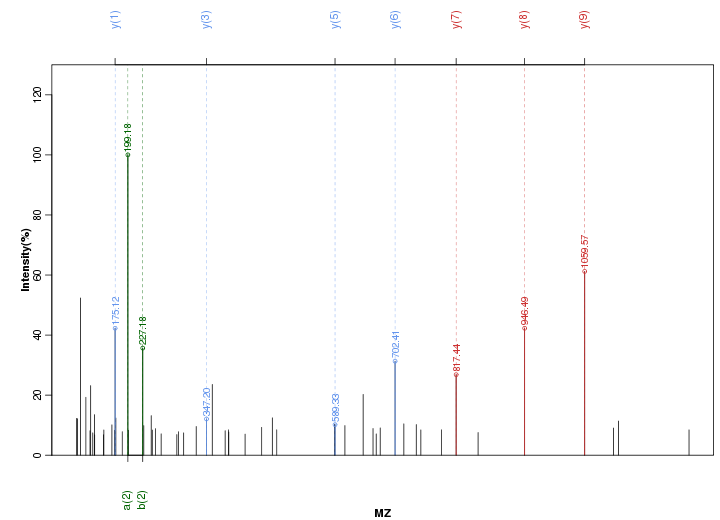 y(1)
y(3)
y(5)
y(6)
y(7)
y(8)
y(9)
120
100
80
60
40
20
0
Intensity(%)
175.12
199.18
227.18
347.20
589.33
702.41
817.44
946.49
1059.57
a(2)
b(2)
MZ